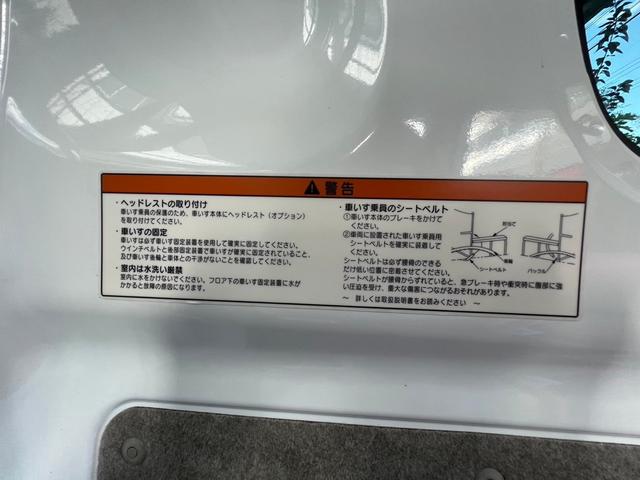 ⚠警告
・ヘッドレストの取り付け
車いす乗員の保護のため、車いす本体にヘッドレスト（オプション）
を取り付けてください。
・車いすの固定
車いすは必ず車いす固定装置を使用して確実に固定してください。
ウインチベルトと後部固定装置で車いすが確実に固定されていること、
及び車いす後輪と車体との干渉がないことを確認してください。
・室内は水洗い厳禁
室内に水をかけないでください。フロア下の車いす固定装置に水が
かかると故障の原因になります。
・車いす乗員のシートベルト
①車いす本体のブレーキをかけて
ください。
②車両に設置された車いす乗員用
シートベルトを確実に装着して
ください。
シートベルトは必ず腰骨のできる
だけ低い位置に密着させてください。
シートベルトが腰骨からずれていると、急ブレーキ時や衝突時に腹部に強
い圧迫を受け、重大な傷害につながるおそれがあります。
～ 詳しくは取扱説明書をお読みください ～
肘当て
車輪
シートベルト
バックル